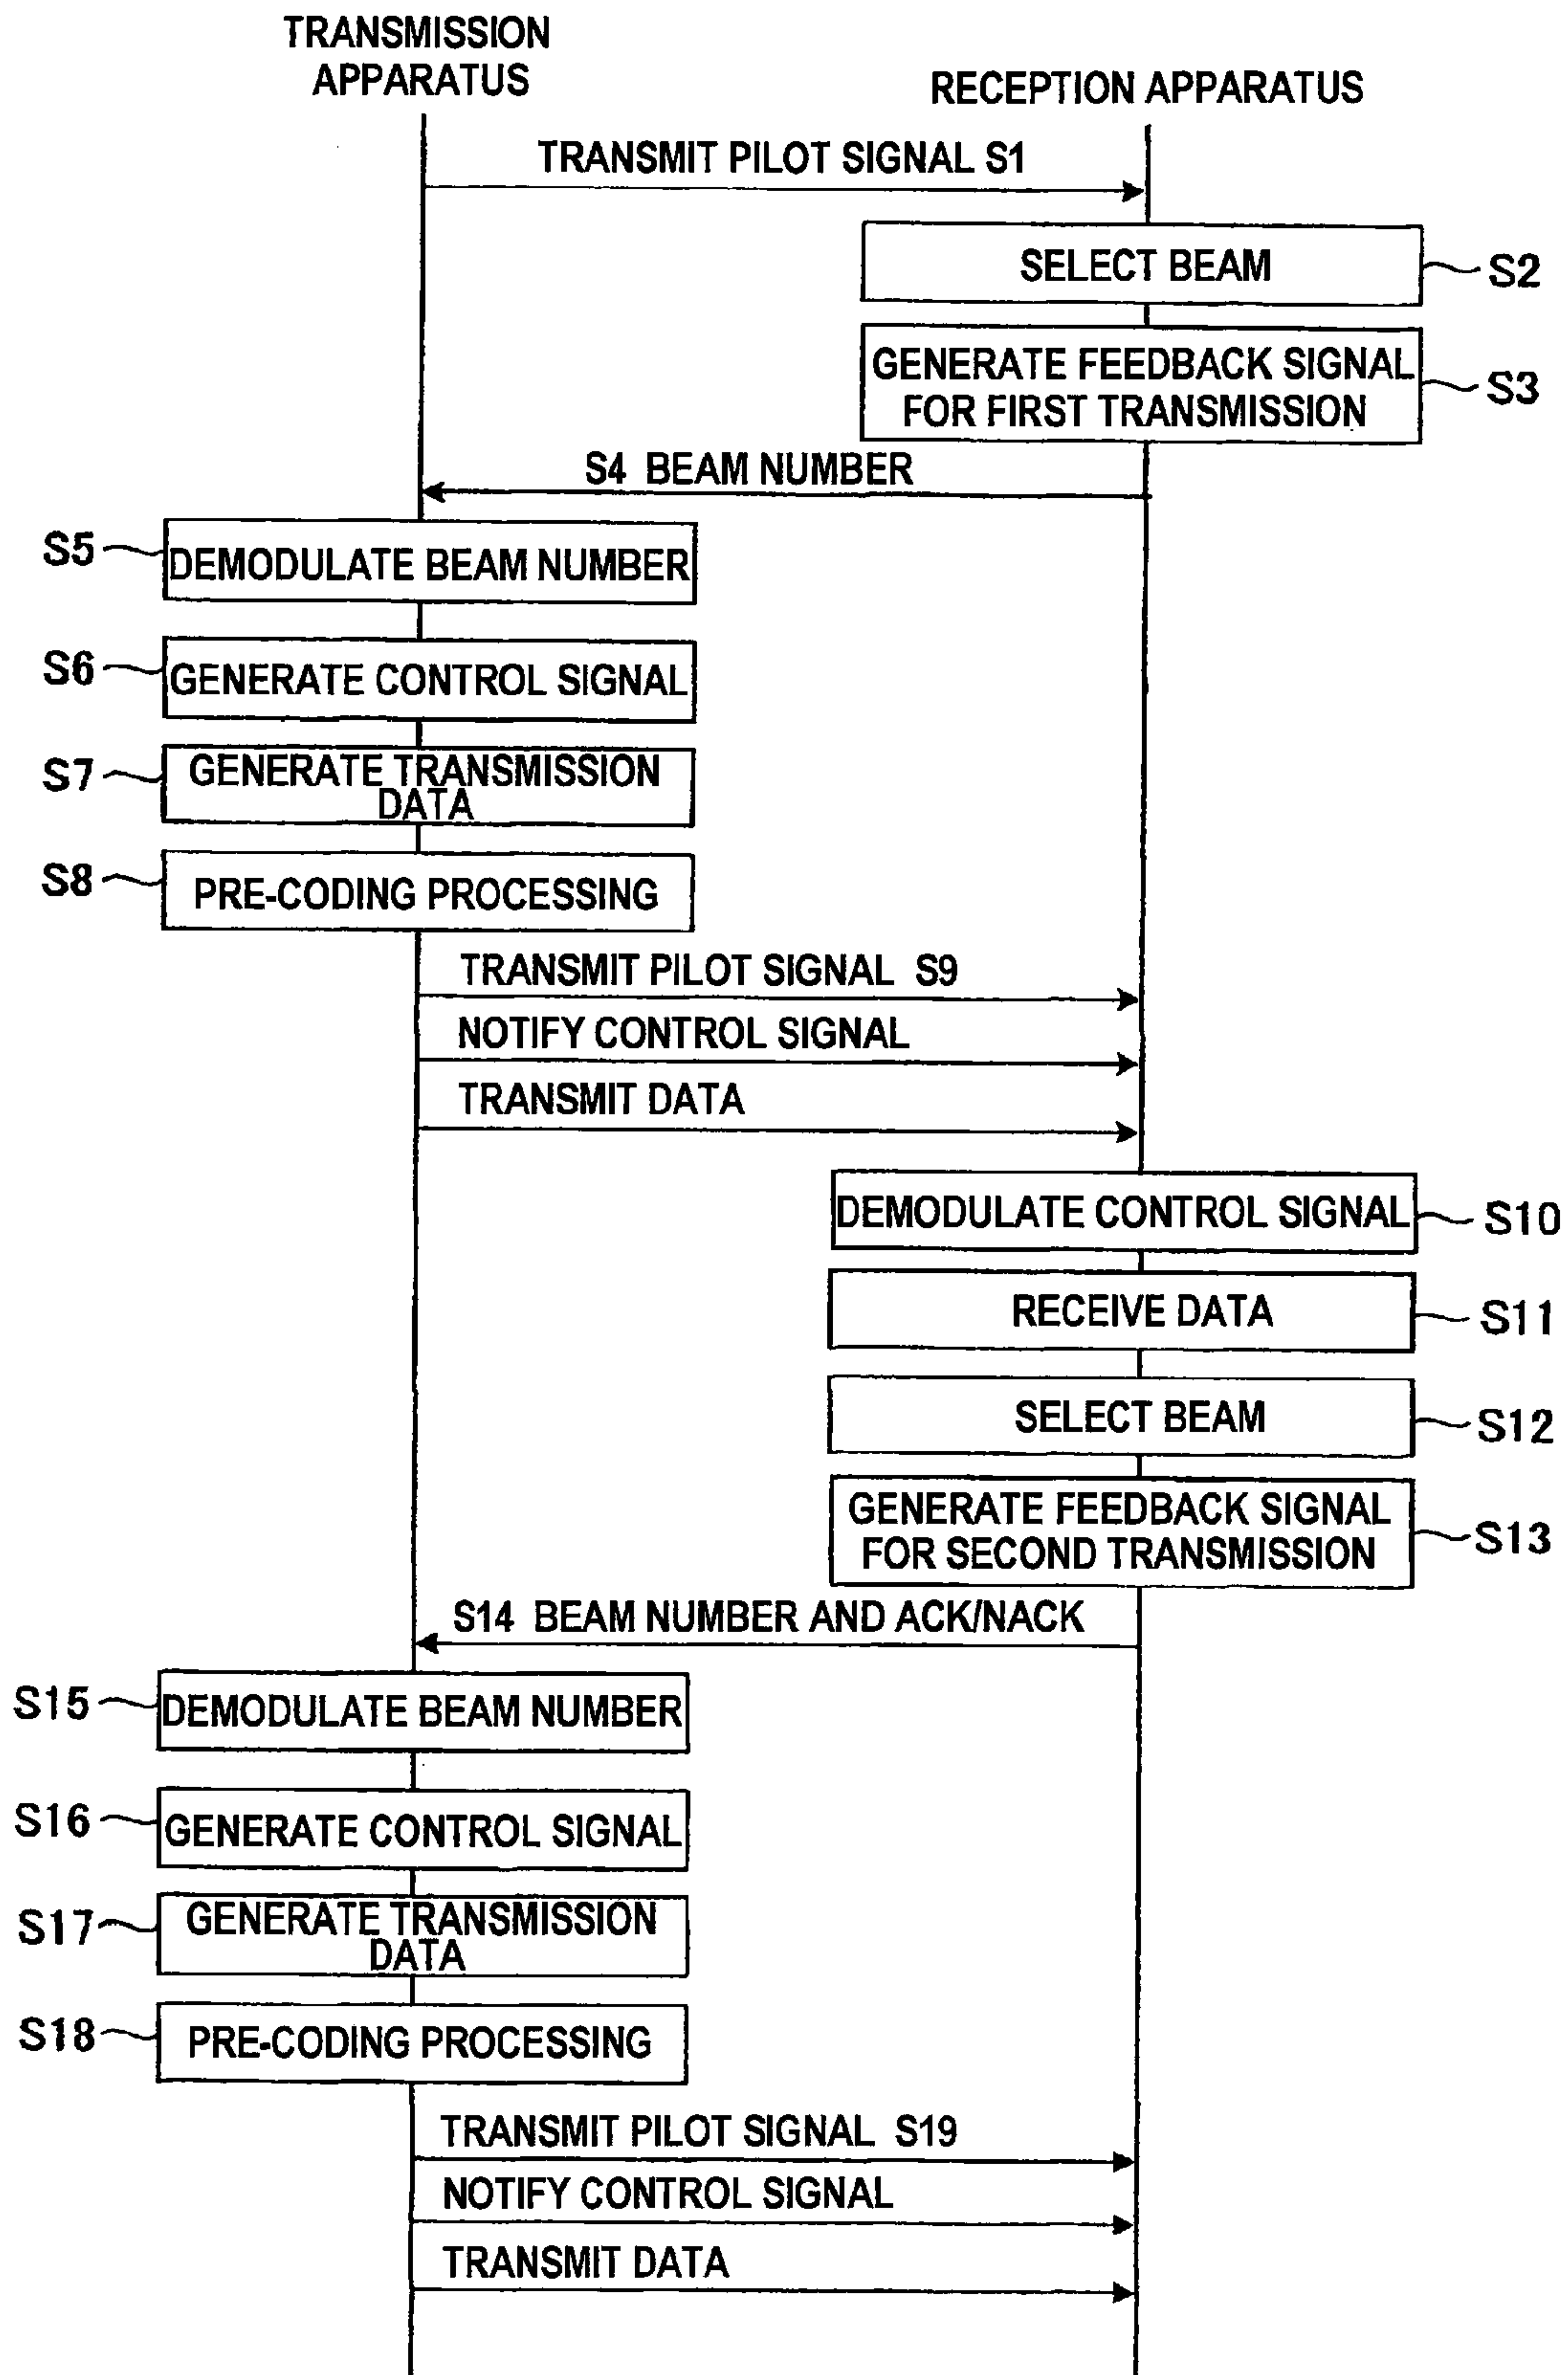 TRANSMISSION
APPARATUS
RECEPTION APPARATUS
TRANSMIT PILOT SIGNAL S1
SELECT BEAM
S2
GENERATE FEEDBACK SIGNAL
FOR FIRST TRANSMISSION
S3
S4 BEAM NUMBER
S5
DEMODULATE BEAM NUMBER
S6
GENERATE CONTROL SIGNAL
S7
GENERATE TRANSMISSION
DATA
S8
PRE-CODING PROCESSING
TRANSMIT PILOT SIGNAL S9
NOTIFY CONTROL SIGNAL
TRANSMIT DATA
DEMODULATE CONTROL SIGNAL
S10
RECEIVE DATA
S11
SELECT BEAM
S12
GENERATE FEEDBACK SIGNAL
FOR SECOND TRANSMISSION
S13
S14 BEAM NUMBER AND ACK/NACK
S15
DEMODULATE BEAM NUMBER
S16
GENERATE CONTROL SIGNAL
S17
GENERATE TRANSMISSION
DATA
S18
PRE-CODING PROCESSING
TRANSMIT PILOT SIGNAL S19
NOTIFY CONTROL SIGNAL
TRANSMIT DATA